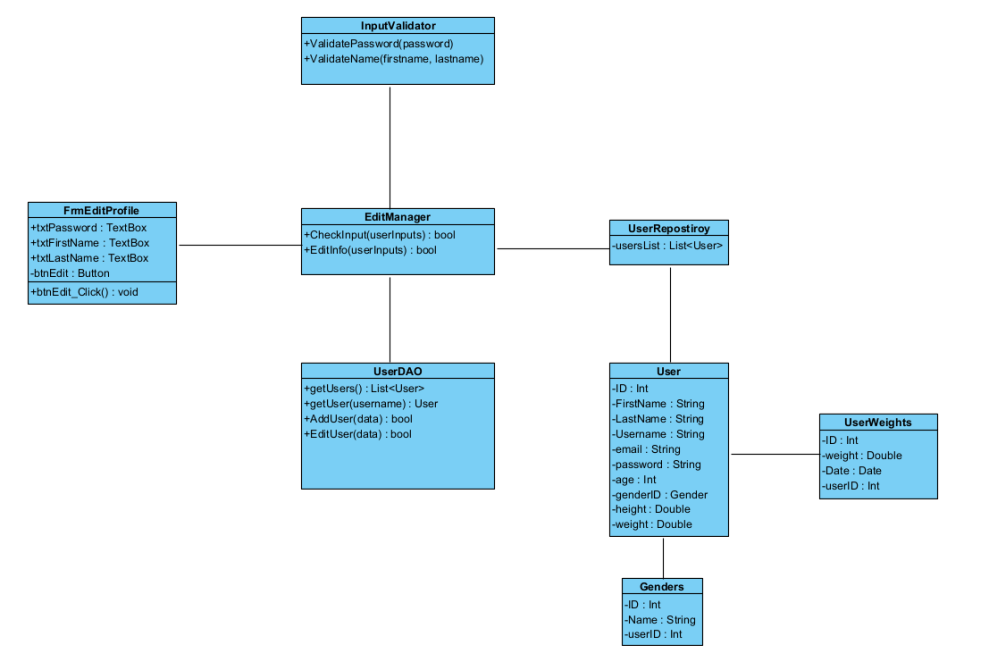 InputValidator
+ValidatePassword(password)
+ValidateName(firstname, lastname)
FrmEditProfile
+txtPassword : TextBox
+txtFirstName : TextBox
+txtLastName : TextBox
-btnEdit : Button
+btnEdit_Click() : void
EditManager
+CheckInput(userInputs) : bool
+EditInfo(userInputs) : bool
UserRepostiroy
-usersList : List<User>
UserDAO
+getUsers() : List<User>
+getUser(username) : User
+AddUser(data) : bool
+EditUser(data) : bool
User
-ID : Int
-FirstName : String
-LastName : String
-Username : String
-email : String
-password : String
-age : Int
-genderID : Gender
-height : Double
-weight : Double
UserWeights
-ID : Int
-weight : Double
-Date : Date
-userID : Int
Genders
-ID : Int
-Name : String
-userID : Int